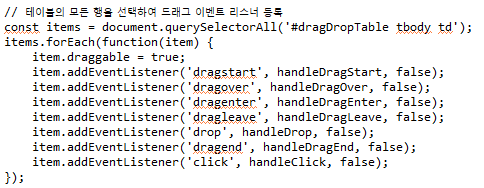 // 테이블의 모든 행을 선택하여 드래그 이벤트 리스너 등록
const items = document.querySelectorAll('#dragDropTable tbody td');
items.forEach(function(item) {
    item.draggable = true;
    item.addEventListener('dragstart', handleDragStart, false);
    item.addEventListener('dragover', handleDragOver, false);
    item.addEventListener('dragenter', handleDragEnter, false);
    item.addEventListener('dragleave', handleDragLeave, false);
    item.addEventListener('drop', handleDrop, false);
    item.addEventListener('dragend', handleDragEnd, false);
    item.addEventListener('click', handleClick, false);
});